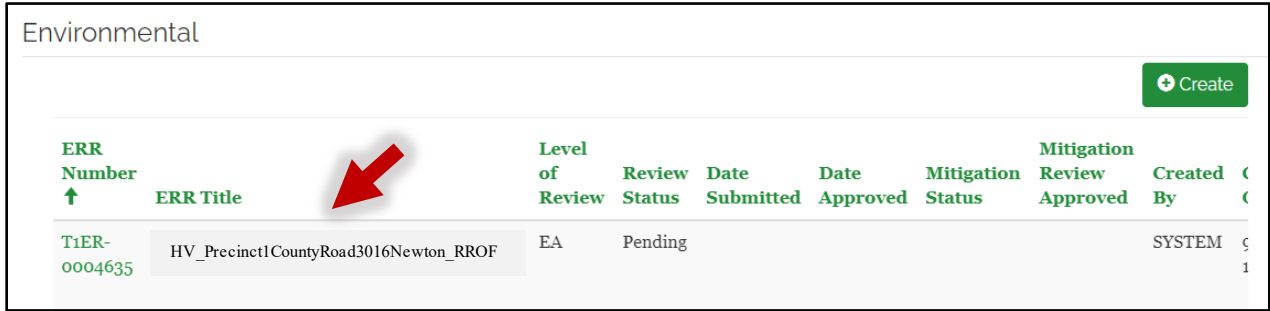 Environmental
Create
ERR Number
ERR Title
Level of Review
Review Status
Date Submitted
Date Approved
Mitigation Status
Mitigation Review Approved
Created By
T1ER-0004635
HV_Precinct1CountyRoad3016Newton_RROF
EA
Pending
SYSTEM